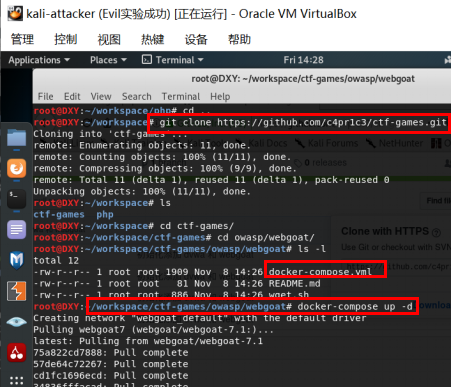 kali-attacker (Evil实验成功) [正在运行] - Oracle VM VirtualBox
管理 控制 视图 热键 设备 帮助
Applications Places Terminal Fri 14:28
root@DXY: ~/workspace/ctf-games/owasp/webgoat
File Edit View Search Terminal Help
root@DXY:~/workspace/php# cd ..
root@DXY:~/workspace# git clone https://github.com/c4pr1c3/ctf-games.git
Cloning into 'ctf-games'...
remote: Enumerating objects: 11, done.
remote: Counting objects: 100% (11/11), done.
remote: Compressing objects: 100% (9/9), done.
remote: Total 11 (delta 1), reused 11 (delta 1), pack-reused 0
Unpacking objects: 100% (11/11), done.
root@DXY:~/workspace# ls
ctf-games php
root@DXY:~/workspace# cd ctf-games/
root@DXY:~/workspace/ctf-games# cd owasp/webgoat/
root@DXY:~/workspace/ctf-games/owasp/webgoat# ls -l
total 12
-rw-r--r-- 1 root root 1909 Nov 8 14:26 docker-compose.yml
-rw-r--r-- 1 root root 81 Nov 8 14:26 README.md
-rw-r--r-- 1 root root 886 Nov 8 14:26 wget.sh
root@DXY:~/workspace/ctf-games/owasp/webgoat# docker-compose up -d
Creating network "webgoat_default" with the default driver
Pulling webgoat7 (webgoat/webgoat-7.1:)...
latest: Pulling from webgoat/webgoat-7.1
75a822cd7888: Pull complete
57de64c72267: Pull complete
cd1fc1696ecd: Pull complete
Kali Docs Kali Forums NetHunter
0 releases
Find file
Clone with HTTPS
Use Git or checkout with SVN